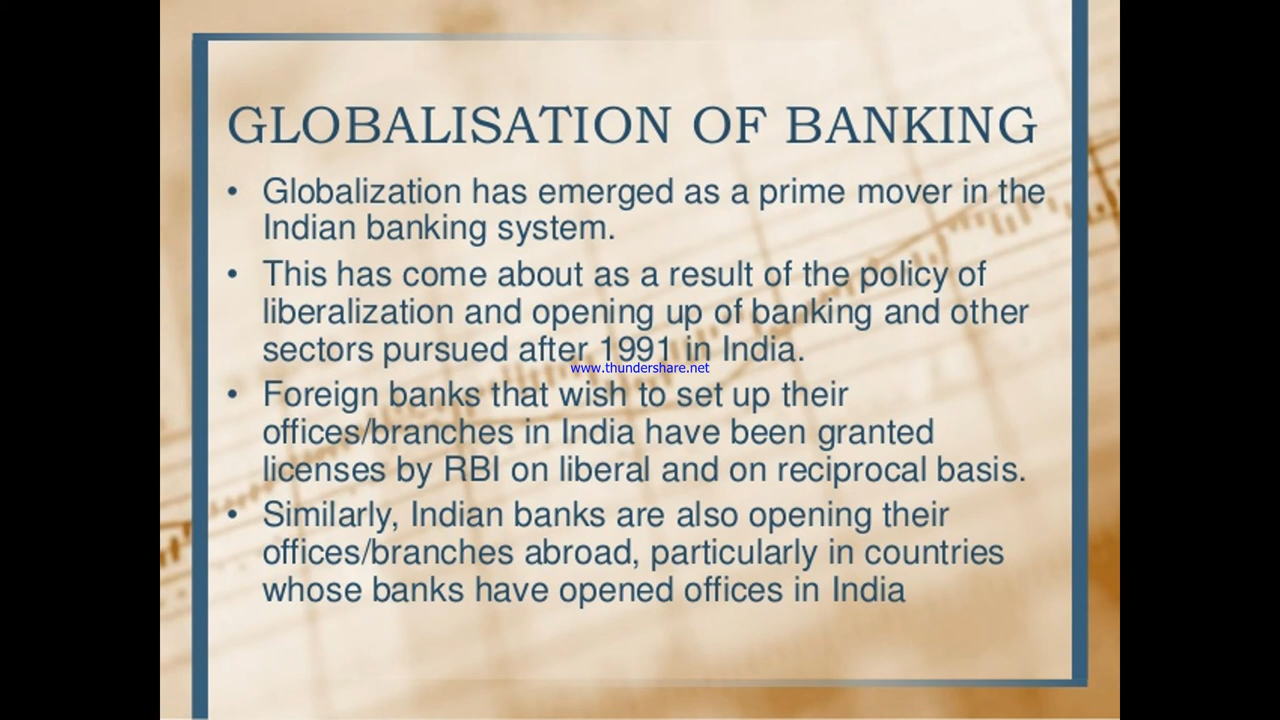 GLOBALISATION OF BANKING
• Globalization has emerged as a prime mover in the
Indian banking system.
• This has come about as a result of the policy of
liberalization and opening up of banking and other
sectors pursued after 1991 in India.
www.thundershare.net
• Foreign banks that wish to set up their
offices/branches in India have been granted
licenses by RBI on liberal and on reciprocal basis.
• Similarly, Indian banks are also opening their
offices/branches abroad, particularly in countries
whose banks have opened offices in India